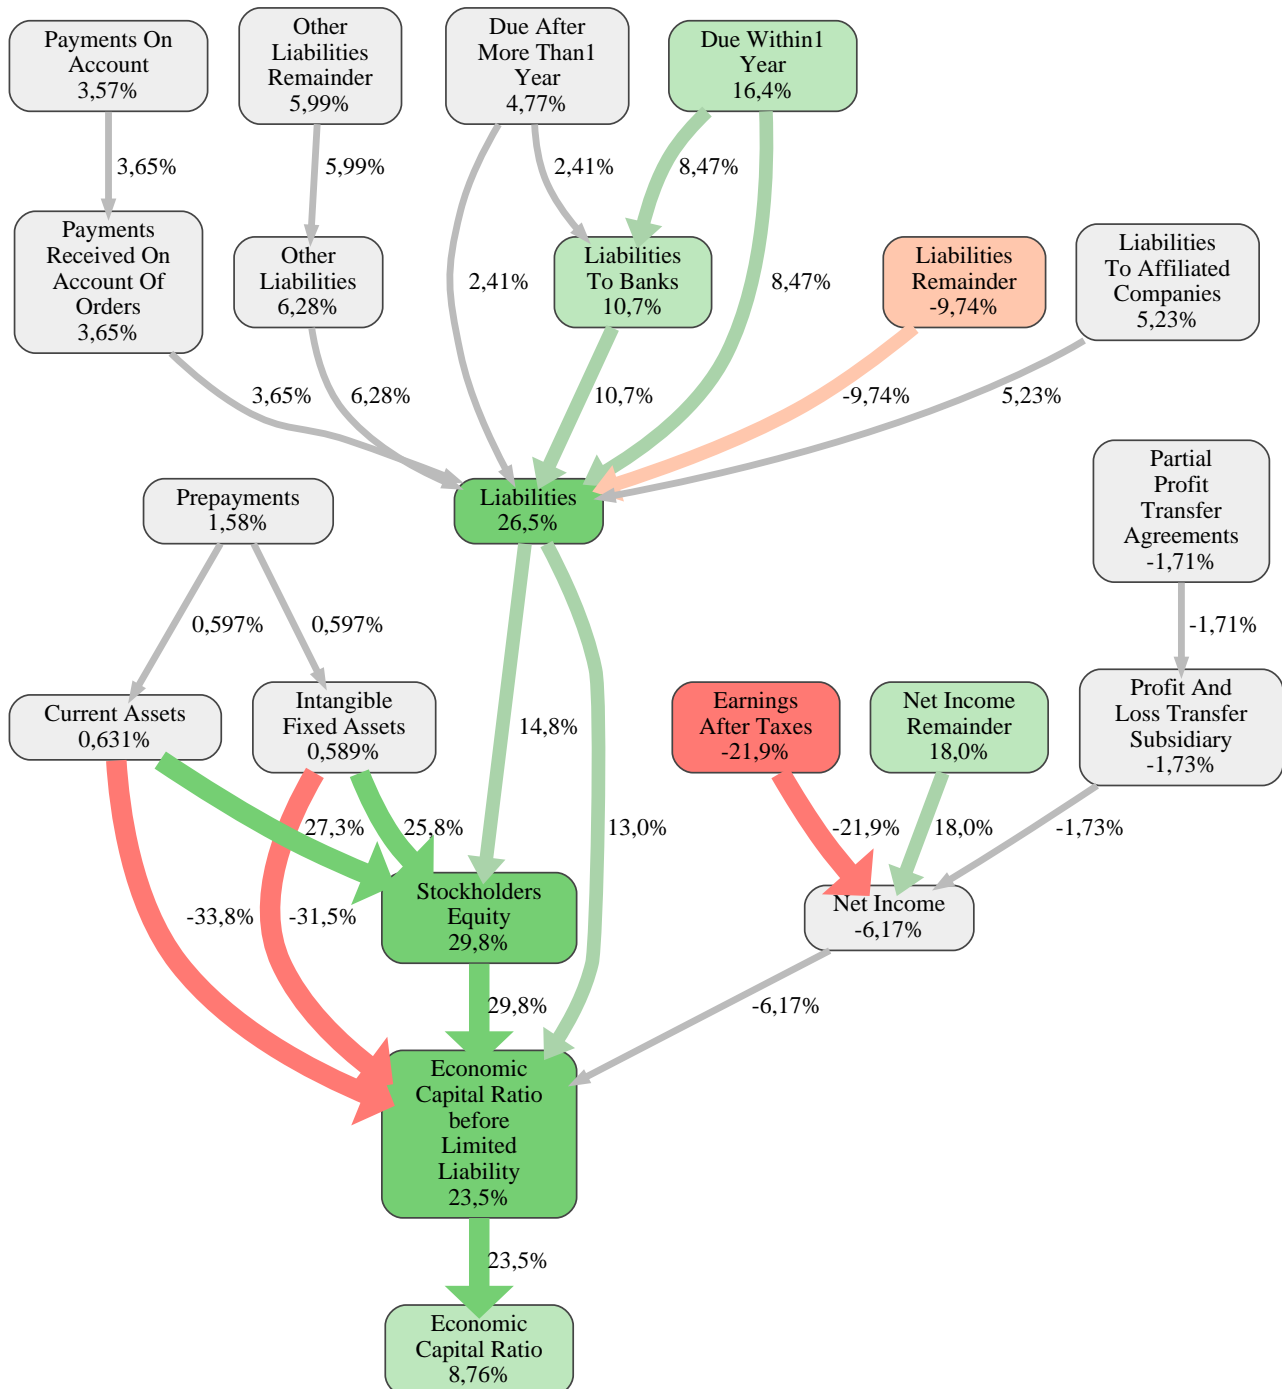 Payments On
Account
3,57%
Other
Liabilities
Remainder
5,99%
Due After
More Than1
Year
4,77%
Due Within1
Year
16,4%
3,65%
5,99%
2,41%
8,47%
Payments
Received On
Account Of
Orders
3,65%
Other
Liabilities
6,28%
2,41%
Liabilities
To Banks
10,7%
8,47%
Liabilities
Remainder
-9,74%
Liabilities
To Affiliated
Companies
5,23%
3,65%
6,28%
10,7%
-9,74%
5,23%
Prepayments
1,58%
Liabilities
26,5%
Partial
Profit
Transfer
Agreements
-1,71%
0,597%
0,597%
-1,71%
Current Assets
0,631%
Intangible
Fixed Assets
0,589%
14,8%
Earnings
After Taxes
-21,9%
Net Income
Remainder
18,0%
Profit And
Loss Transfer
Subsidiary
-1,73%
27,3%
25,8%
13,0%
-21,9%
18,0%
-1,73%
-33,8%
-31,5%
Stockholders
Equity
29,8%
Net Income
-6,17%
29,8%
-6,17%
Economic
Capital Ratio
before
Limited
Liability
23,5%
23,5%
Economic
Capital Ratio
8,76%